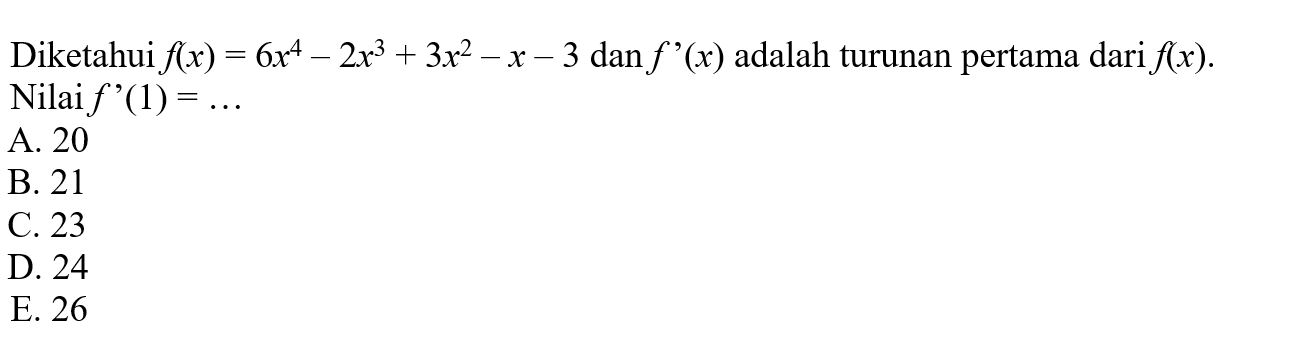 Diketahui f(x) = 6x⁴ – 2x³ + 3x² – x – 3 dan f ’(x) adalah turunan pertama dari f(x).
Nilai f ’(1) = …
A. 20
B. 21
C. 23
D. 24
E. 26